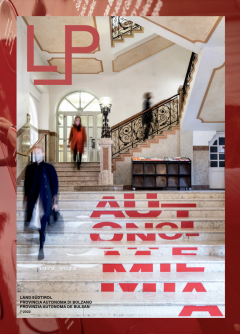 LP
AUT
ONO
MIE
MIA
LAND SÜDTIROL
PROVINCIA AUTONOMA DI BOLZANO
PROVINZIA AUTONOMA DE BULSAN